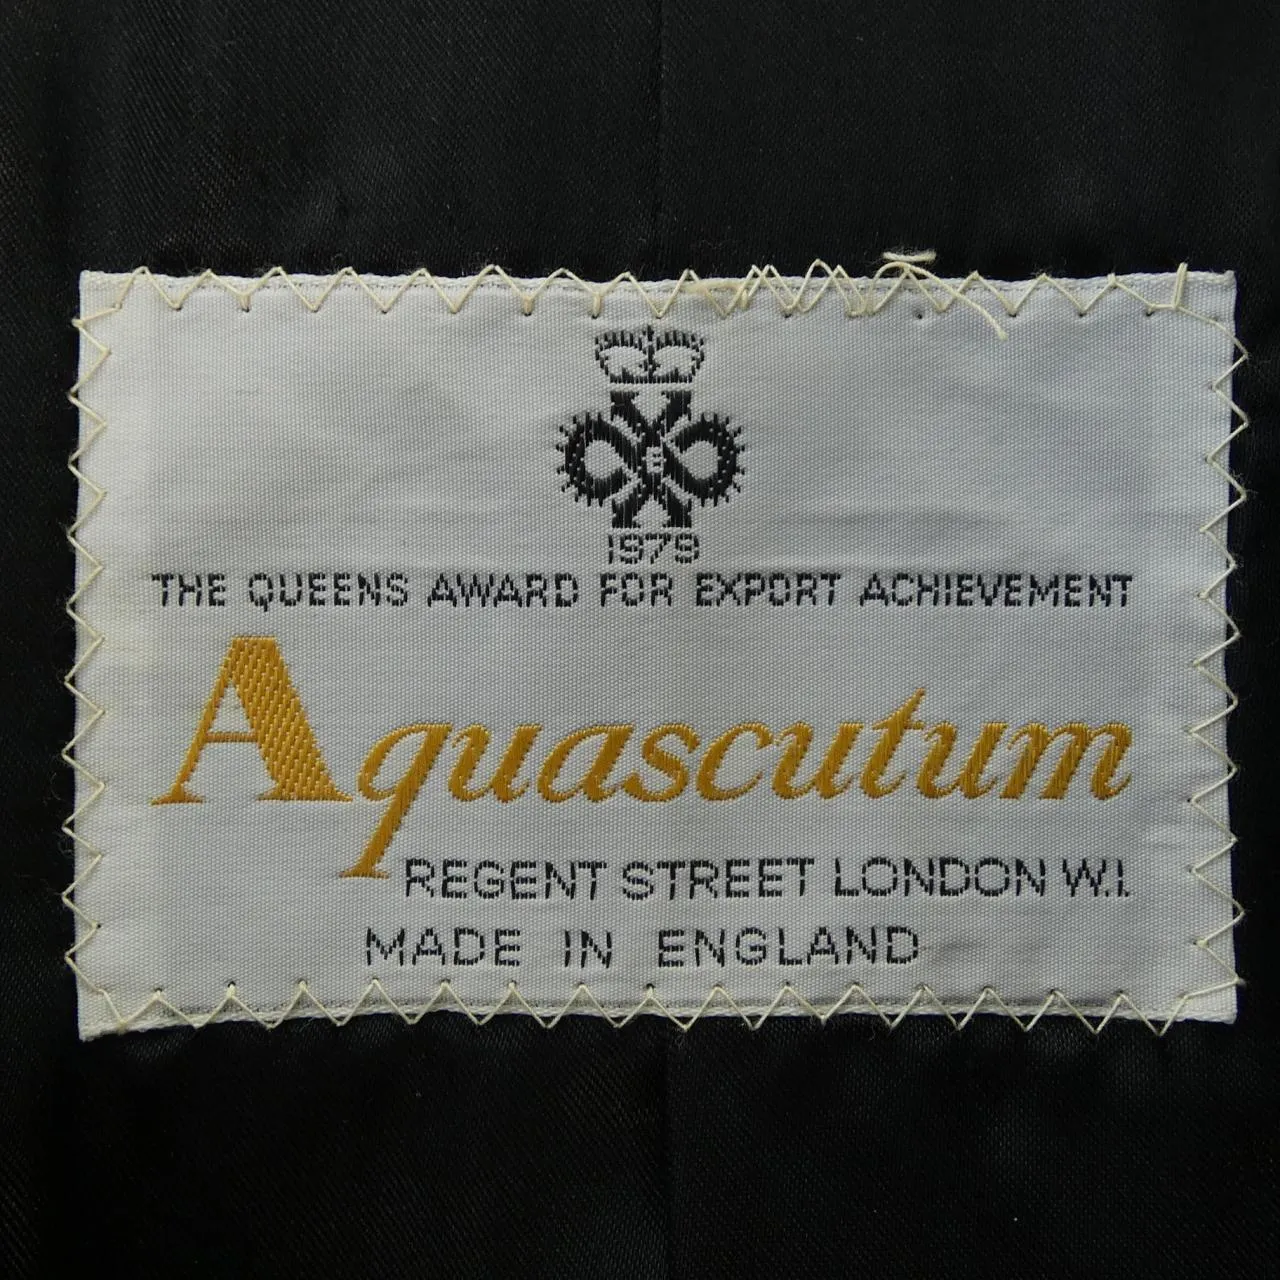 E
1979
THE QUEENS AWARD FOR EXPORT ACHIEVEMENT
Aquascutum
REGENT STREET LONDON W.I.
MADE IN ENGLAND